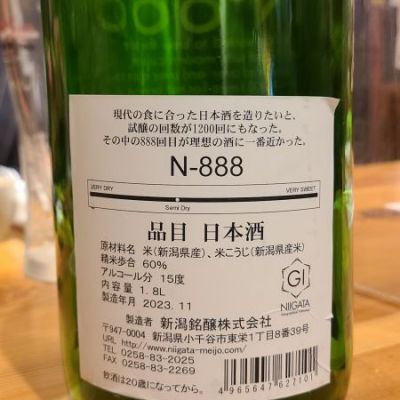 現代の食に合った日本酒を造りたいと、
試醸の回数が1200回にもなった。
その中の888回目が理想の酒に一番近かった。
N-888
VERY DRY
VERY SWEET
Semi Dry
品目 日本酒
原材料名 米(新潟県産)、米こうじ(新潟県産米)
精米歩合 60%
アルコール分 15度
内容量 1.8L
製造年月 2023.11
GI
NIIGATA
製造者 新潟銘醸株式会社
〒947-0004 新潟県小千谷市東栄1丁目8番39号
URL http://www.niigata-meijo.com/
TEL 0258-83-2025
FAX 0258-83-2269
飲酒は20歳になってから。
4965647627101